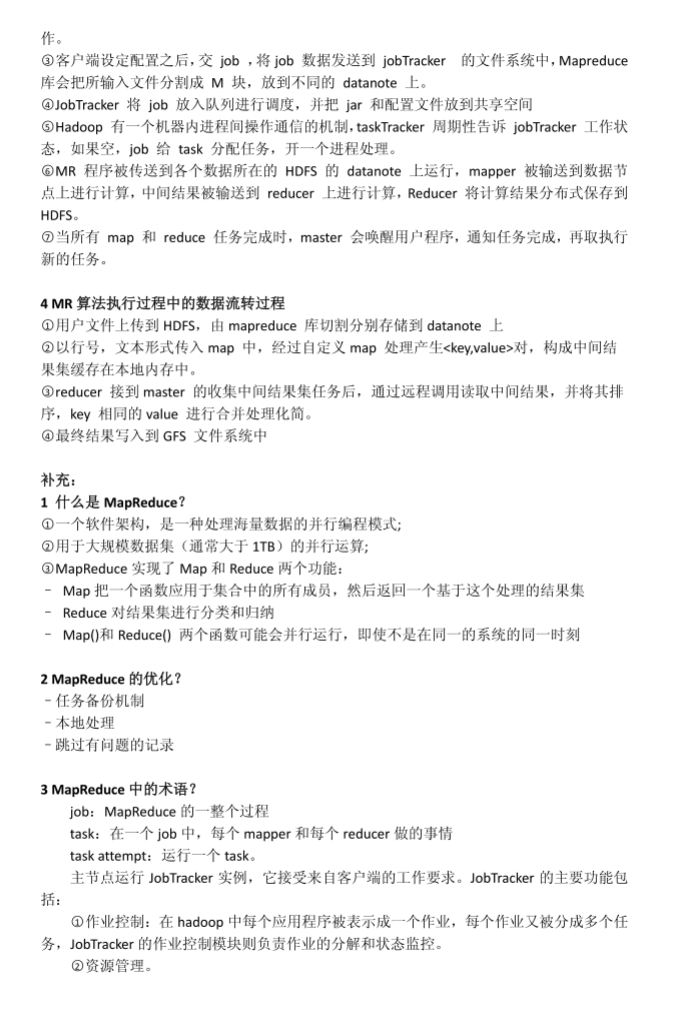 作。
③客户端设定配置之后,交 job ,将 job 数据发送到 jobTracker 的文件系统中,Mapreduce
库会把所输入文件分割成 M 块，放到不同的 datanote 上。
④JobTracker 将 job 放入队列进行调度，并把 jar 和配置文件放到共享空间
⑤Hadoop 有一个机器内进程间操作通信的机制,taskTracker 周期性告诉 jobTracker 工作状
态，如果空，job 给 task 分配任务，开一个进程处理。
⑥MR 程序被传送到各个数据所在的 HDFS 的 datanote 上运行，mapper 被输送到数据节
点上进行计算，中间结果被输送到 reducer 上进行计算，Reducer 将计算结果分布式保存到
HDFS。
⑦当所有 map 和 reduce 任务完成时，master 会唤醒用户程序，通知任务完成，再取执行
新的任务。
4 MR 算法执行过程中的数据流转过程
①用户文件上传到 HDFS，由 mapreduce 库切割分别存储到 datanote 上
②以行号，文本形式传入 map 中，经过自定义 map 处理产生<key,value>对，构成中间结
果集缓存在本地内存中。
③reducer 接到 master 的收集中间结果集任务后，通过远程调用读取中间结果，并将其排
序，key 相同的 value 进行合并处理化简。
④最终结果写入到 GFS 文件系统中
补充：
1 什么是 MapReduce？
①一个软件架构，是一种处理海量数据的并行编程模式;
②用于大规模数据集（通常大于 1TB）的并行运算;
③MapReduce 实现了 Map 和 Reduce 两个功能：
– Map 把一个函数应用于集合中的所有成员，然后返回一个基于这个处理的结果集
– Reduce 对结果集进行分类和归纳
– Map()和 Reduce() 两个函数可能会并行运行，即使不是在同一的系统的同一时刻
2 MapReduce 的优化？
–任务备份机制
–本地处理
–跳过有问题的记录
3 MapReduce 中的术语？
job：MapReduce 的一整个过程
task：在一个 job 中，每个 mapper 和每个 reducer 做的事情
task attempt：运行一个 task。
主节点运行 JobTracker 实例，它接受来自客户端的工作要求。JobTracker 的主要功能包
括：
①作业控制：在 hadoop 中每个应用程序被表示成一个作业，每个作业又被分成多个任
务，JobTracker 的作业控制模块则负责作业的分解和状态监控。
②资源管理。